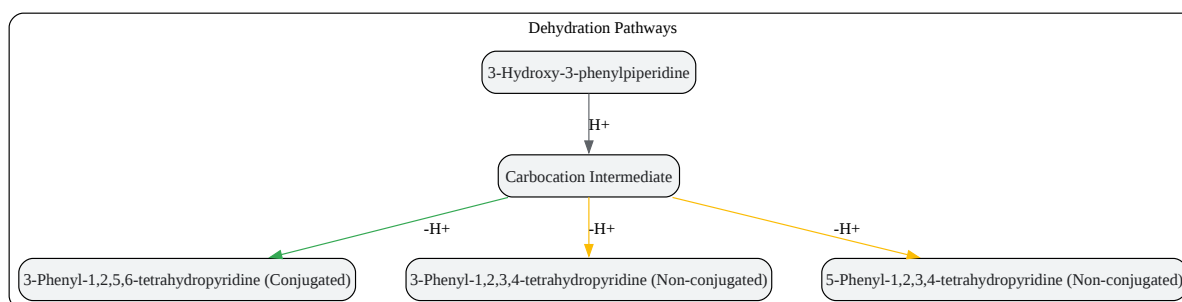 Dehydration Pathways
3-Hydroxy-3-phenylpiperidine
H+
Carbocation Intermediate
-H+
-H+
-H+
3-Phenyl-1,2,5,6-tetrahydropyridine (Conjugated)
3-Phenyl-1,2,3,4-tetrahydropyridine (Non-conjugated)
5-Phenyl-1,2,3,4-tetrahydropyridine (Non-conjugated)